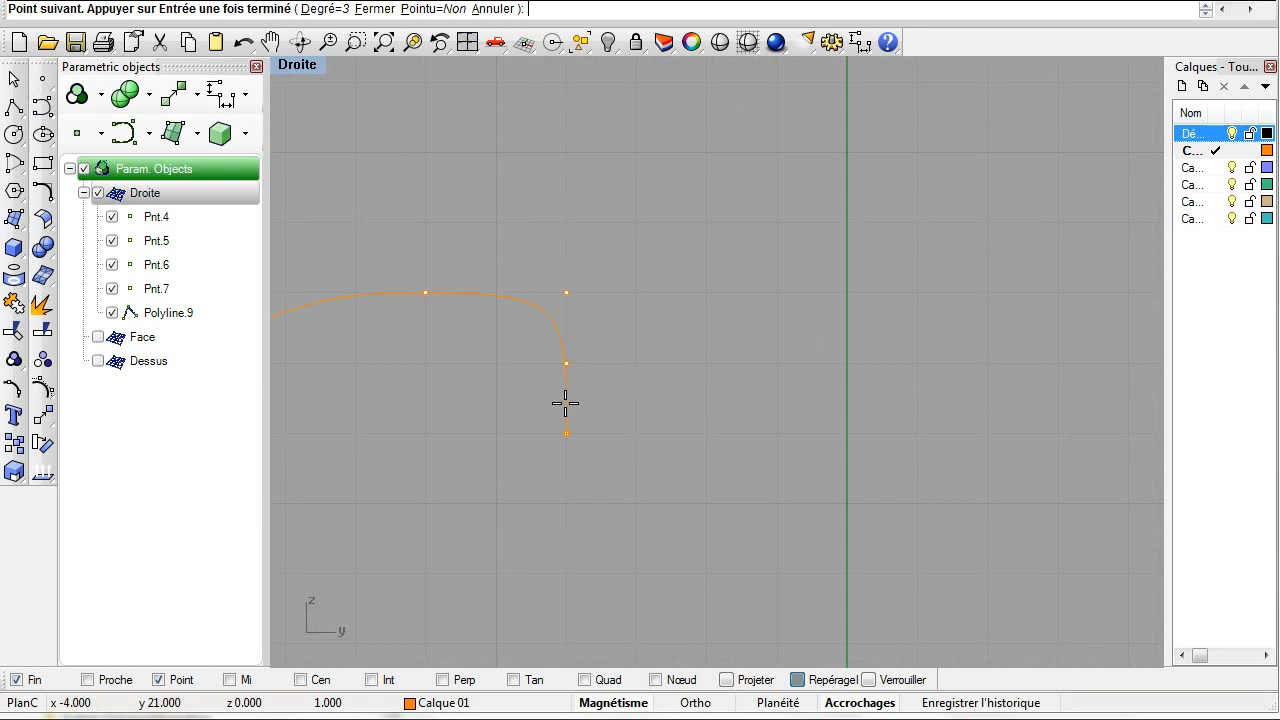 Point suivant. Appuyer sur Entrée une fois terminé ( Degré=3 Fermer Pointu=Non Annuler ):
Parametric objects
Droite
Calques - Tou...
Nom
Param. Objects
Dé...
C...
Ca...
Ca...
Ca...
Ca...
Droite
Pnt.4
Pnt.5
Pnt.6
Pnt.7
Polyline.9
Face
Dessus
z
y
Fin Proche Point Mi Cen Int Perp Tan Quad Nœud Projeter Repéragel Verrouiller
PlanC x -4.000 y 21.000 z 0.000 1.000 Calque 01 Magnétisme Ortho Planéité Accrochages Enregistrer l'historique